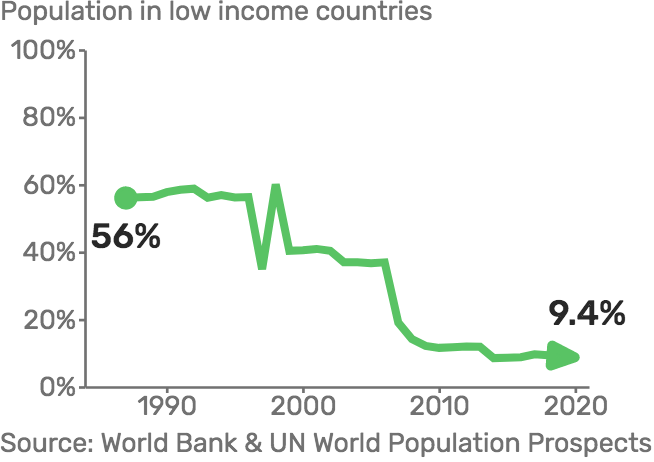 Population in low income countries
100%
80%
60%
56%
40%
20%
9.4%
0%
1990 2000 2010 2020
Source: World Bank & UN World Population Prospects